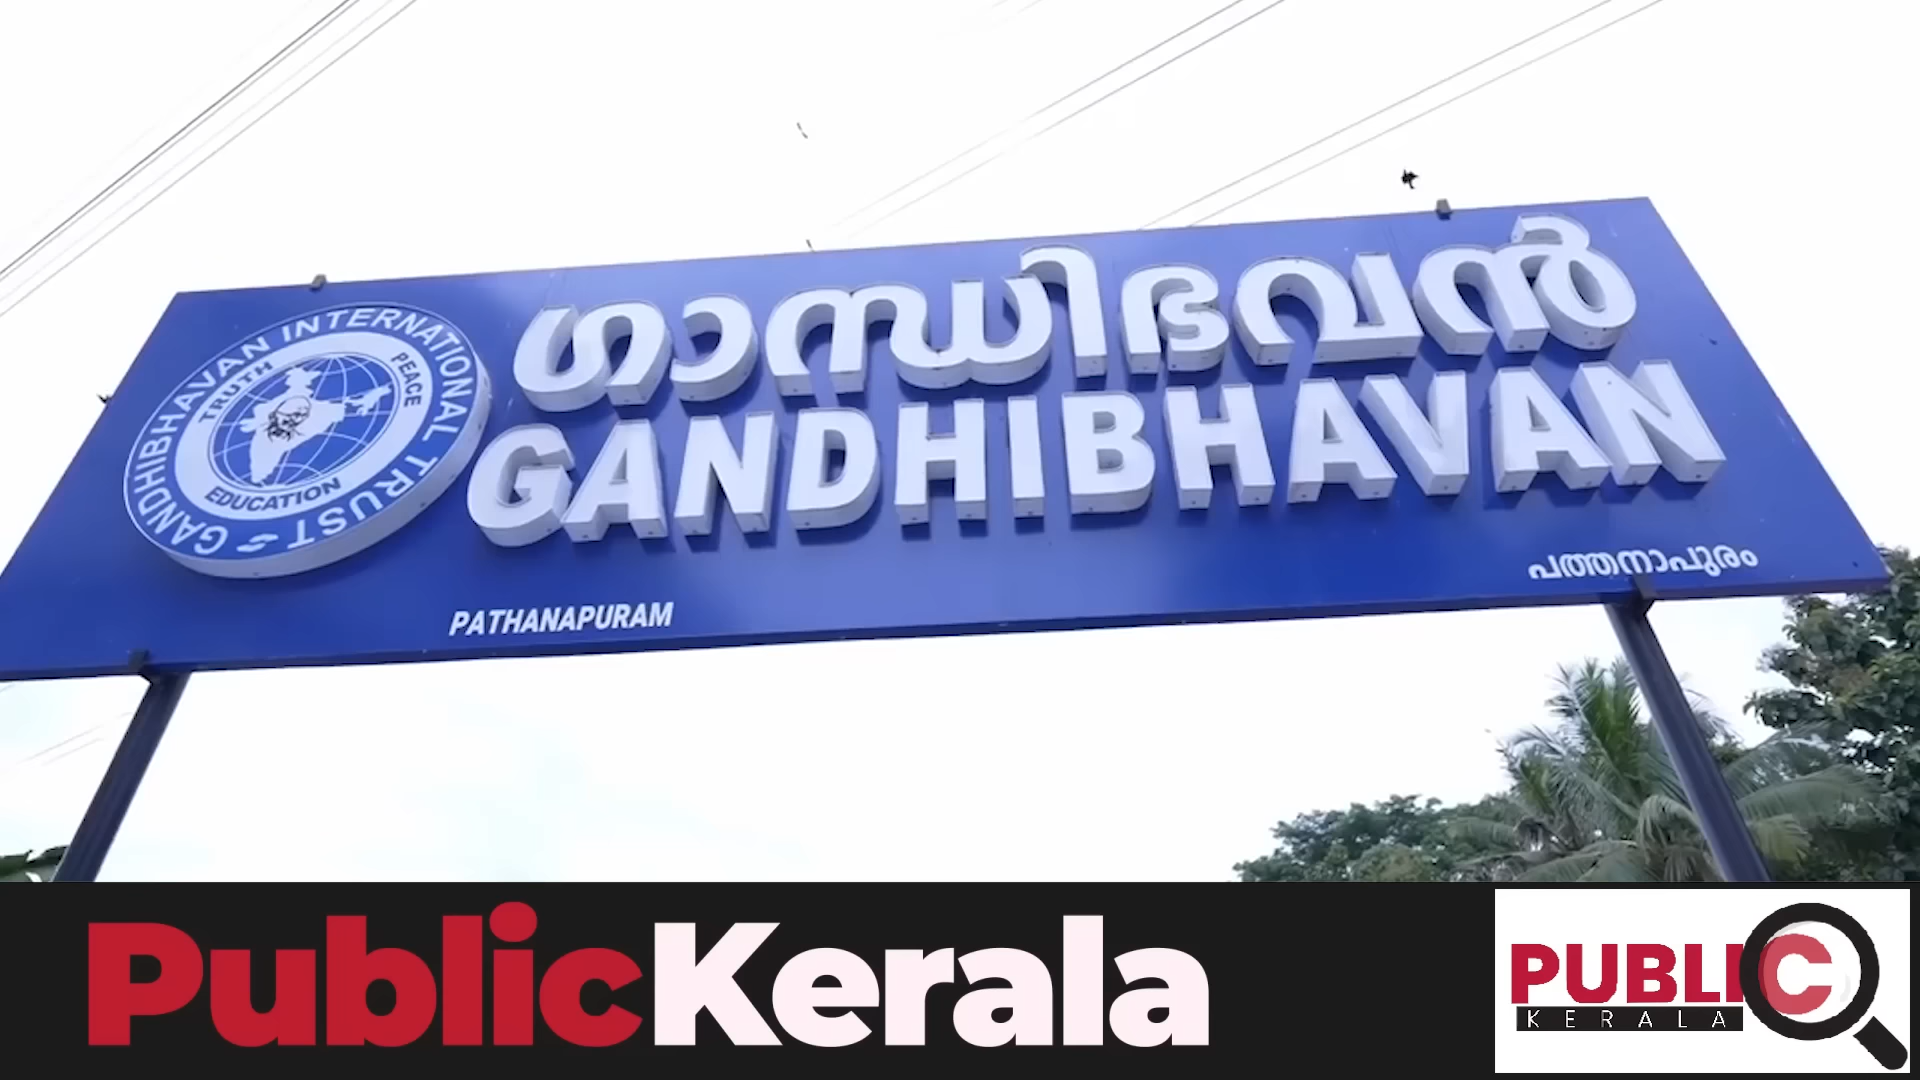 ഗാന്ധിഭവൻ
GANDHIBHAVAN
GANDHIBHAVAN INTERNATIONAL TRUST
TRUTH
PEACE
EDUCATION
PATHANAPURAM
പത്തനാപുരം
PublicKerala
PUBLIC
KERALA